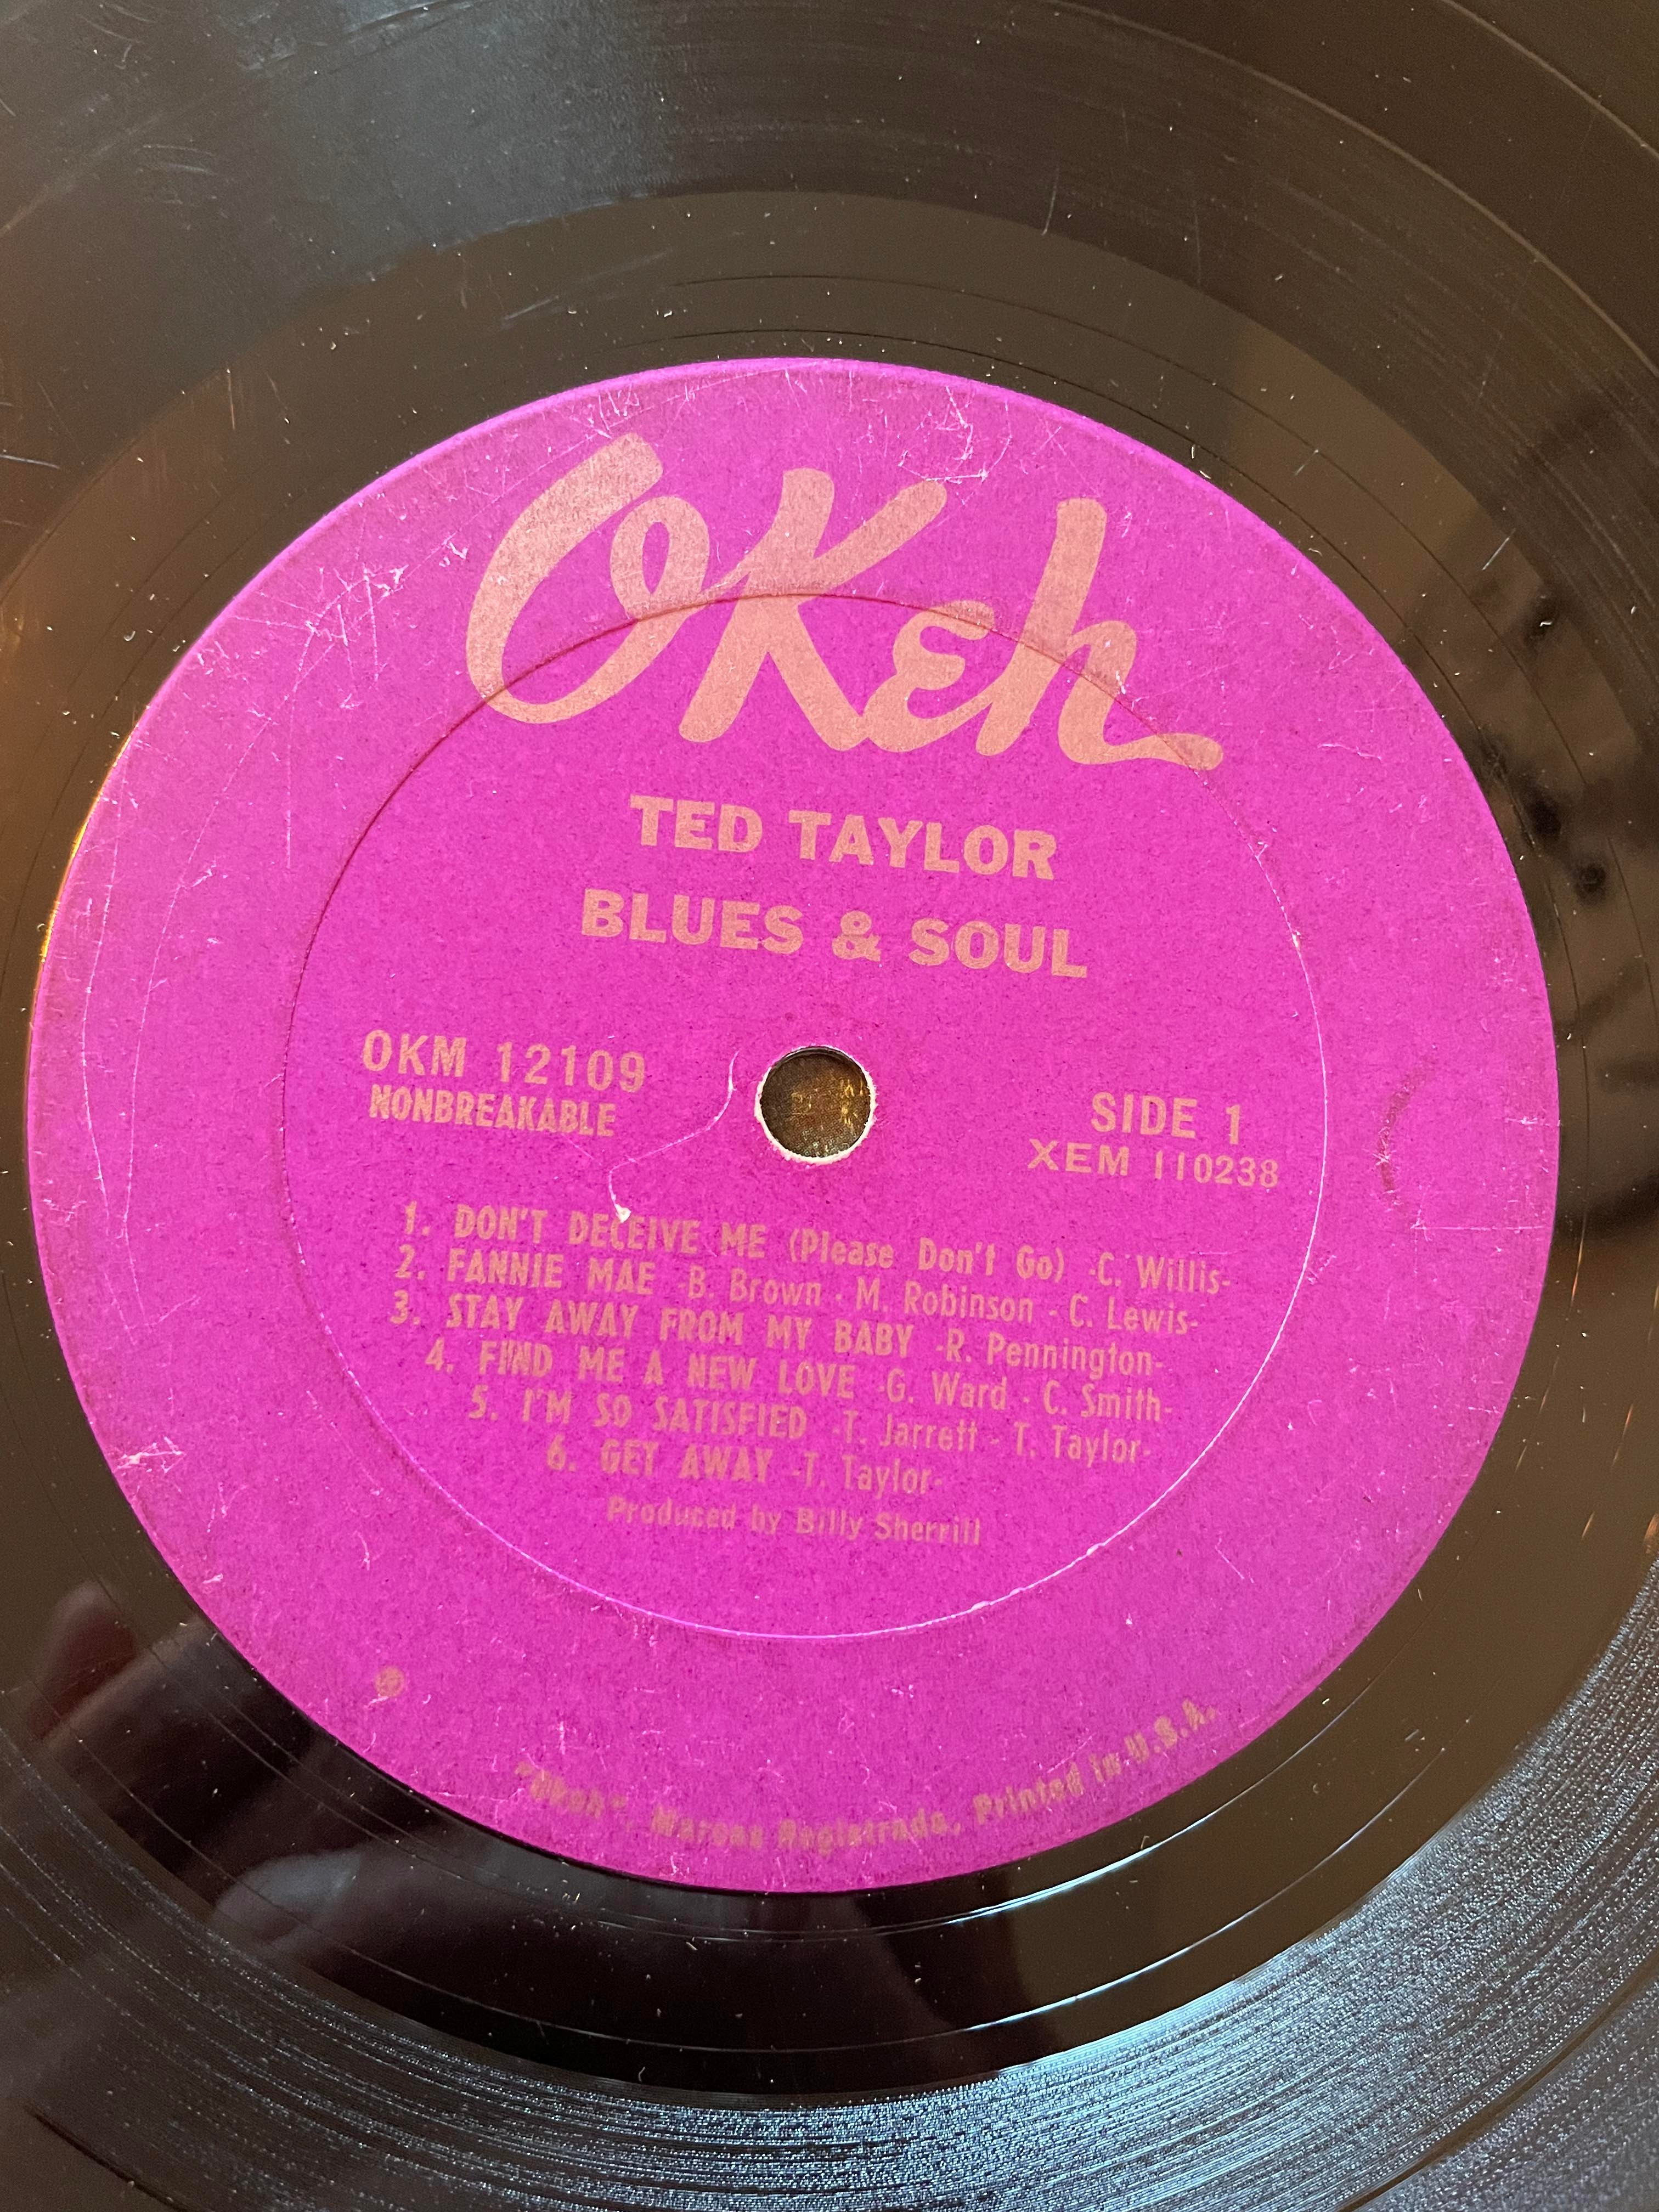 OKeh
TED TAYLOR
BLUES & SOUL
OKM 12109
NONBREAKABLE
SIDE 1
XEM 110238
1. DON'T DECEIVE ME (Please Don't Go) -C. Willis-
2. FANNIE MAE -B. Brown - M. Robinson - C. Lewis-
3. STAY AWAY FROM MY BABY -R. Pennington-
4. FIND ME A NEW LOVE -G. Ward - C. Smith-
5. I'M SO SATISFIED -T. Jarrett - T. Taylor-
6. GET AWAY -T. Taylor-
Produced by Billy Sherrill
"Okeh", Marcas Registrada, Printed in U.S.A.